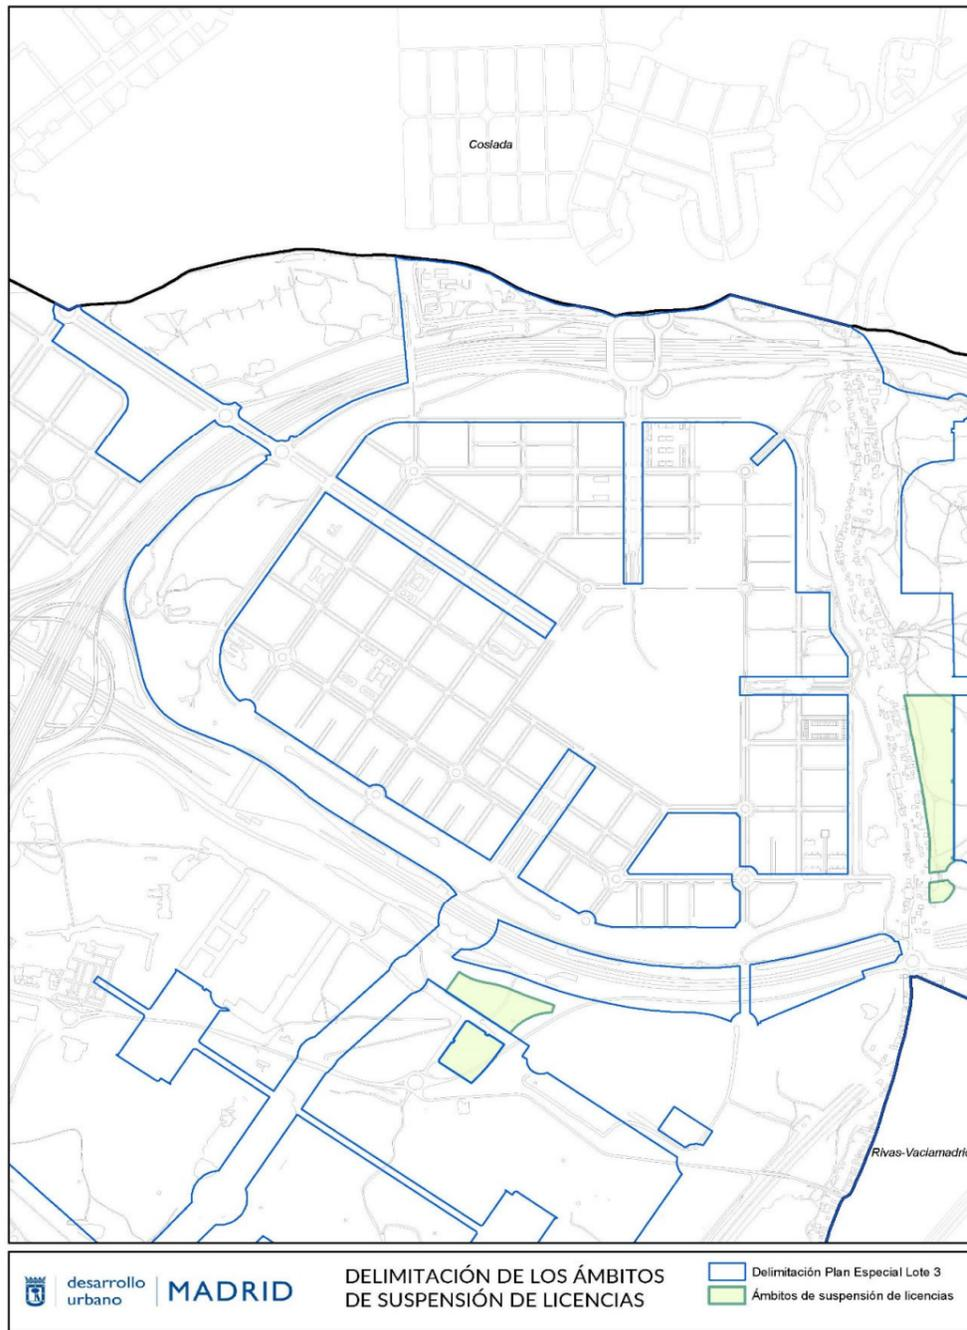 Coslada
Rivas-Vaciamadrid
desarrollo
urbano
MADRID
DELIMITACIÓN DE LOS ÁMBITOS
DE SUSPENSIÓN DE LICENCIAS
Delimitación Plan Especial Lote 3
Ámbitos de suspensión de licencias